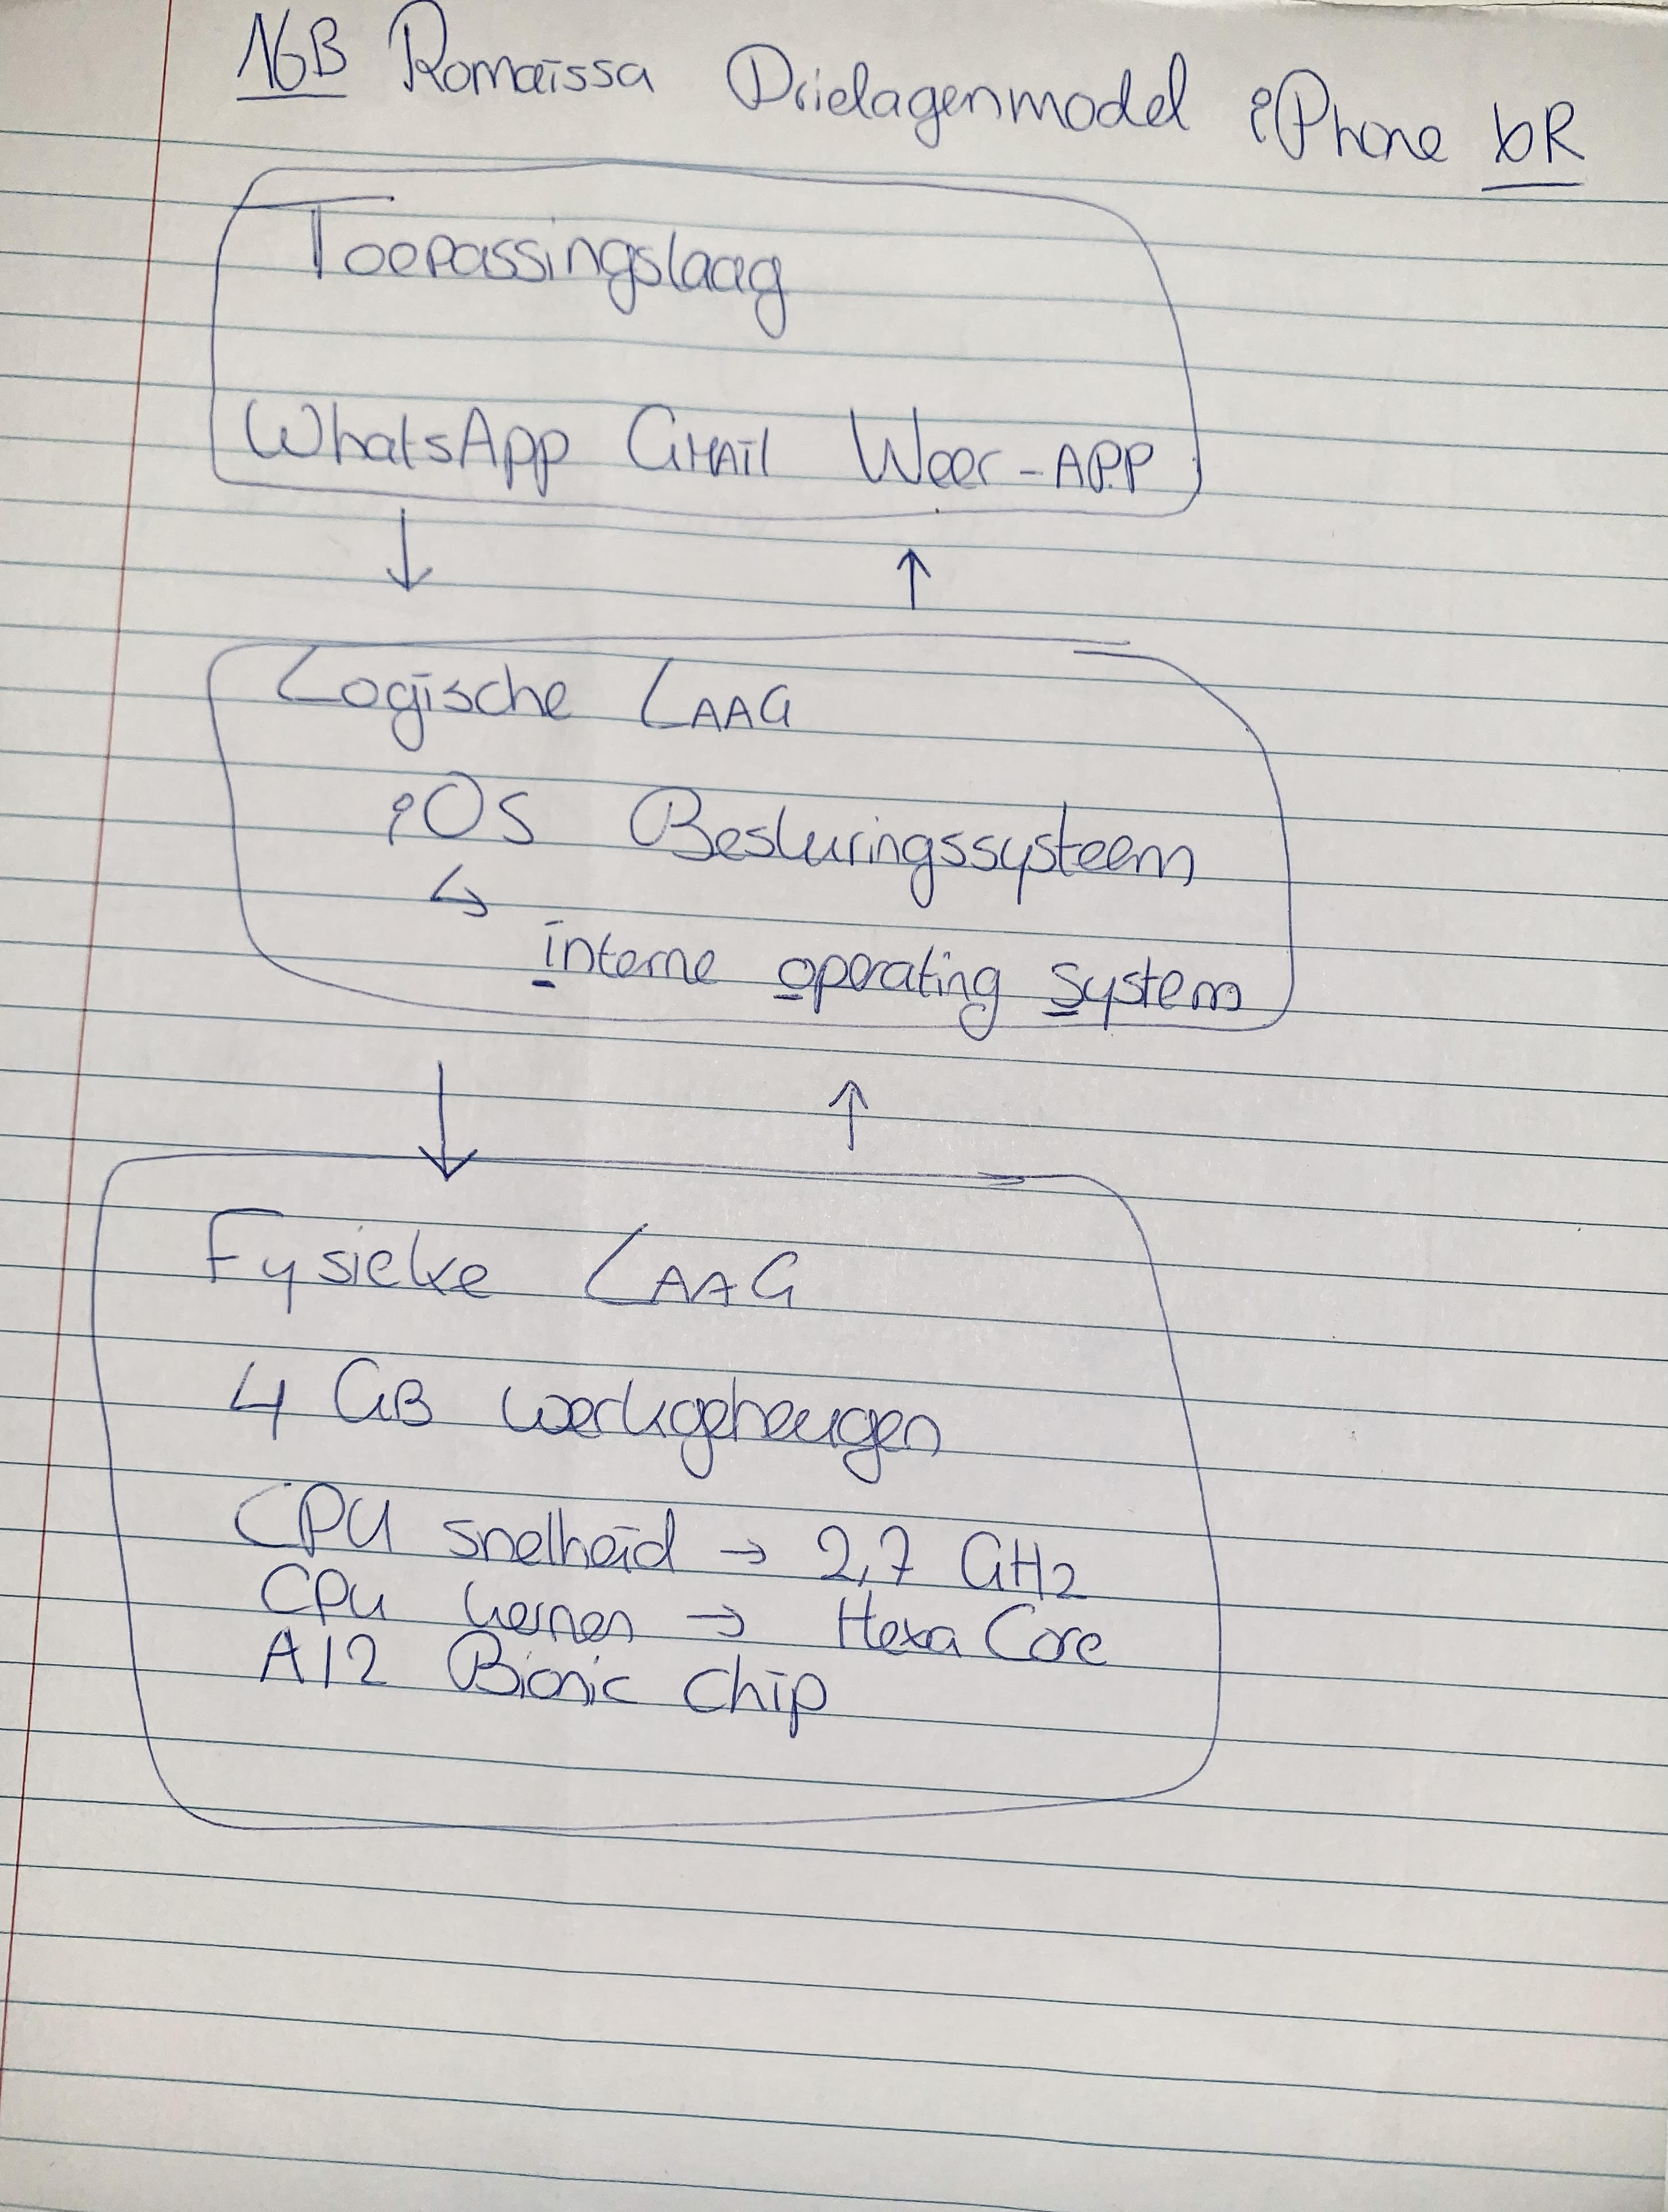 1GB Romaissa Drielagenmodel iPhone XR
Toepassingslaag
WhatsApp GMAIL Weer-APP
↓ ↑
Logische LAAG
iOS Besturingssysteem
↳
interne operating system
↓ ↑
Fysieke LAAG
4 GB werkgeheugen
CPU snelheid → 2,7 GHz
CPU kernen → Hexa Core
A12 Bionic chip